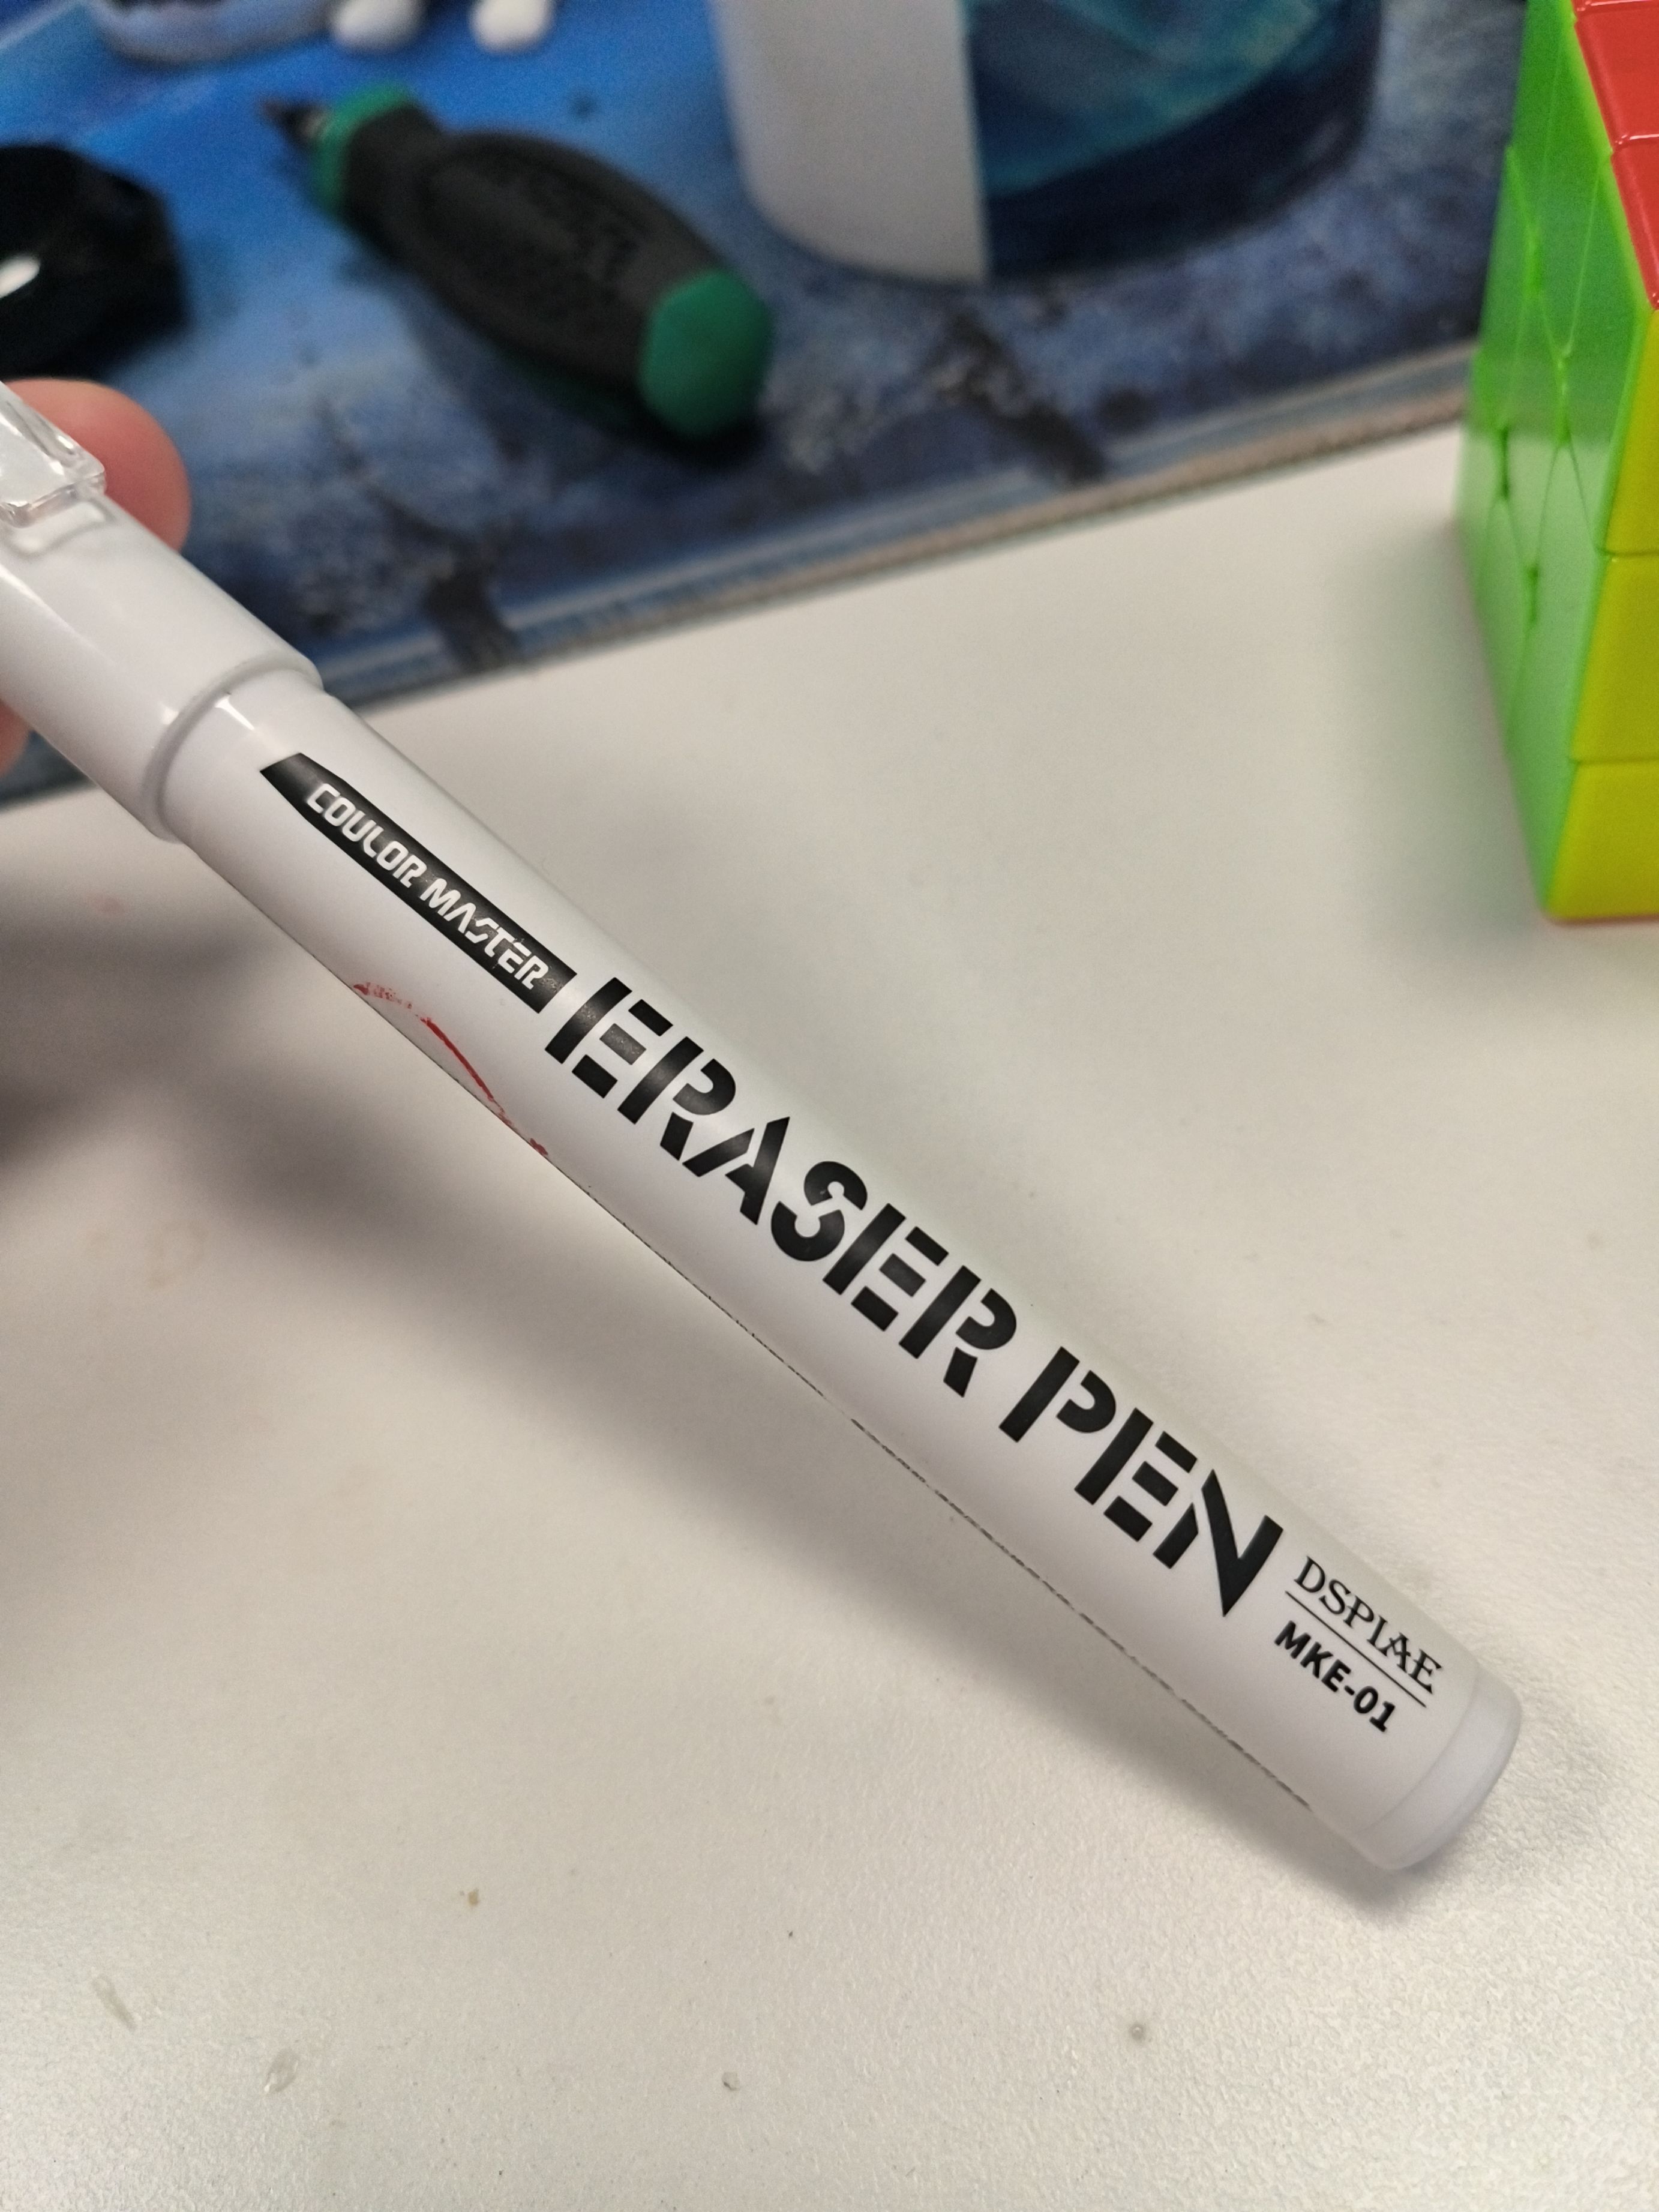 COULOR MASTER
ERASER PEN
DSPIAE
MKE-01